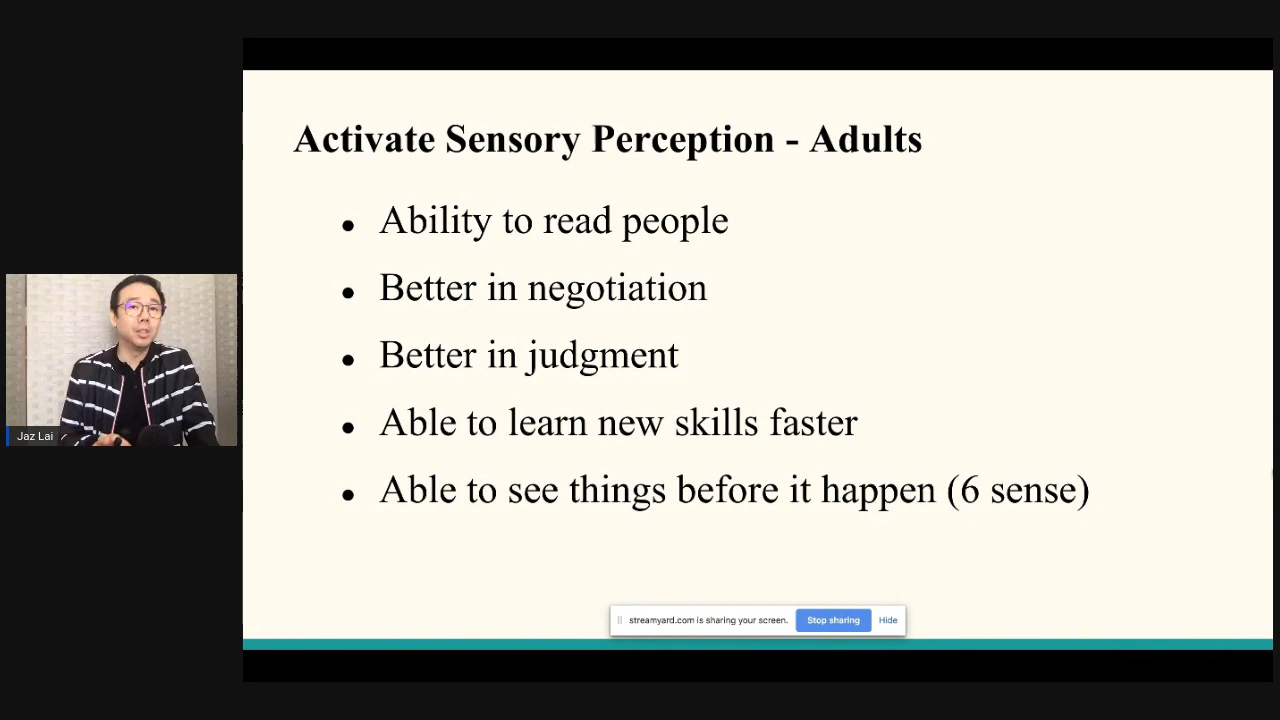 Activate Sensory Perception - Adults
● Ability to read people
● Better in negotiation
● Better in judgment
● Able to learn new skills faster
● Able to see things before it happen (6 sense)
Jaz Lai
streamyard.com is sharing your screen. Stop sharing Hide